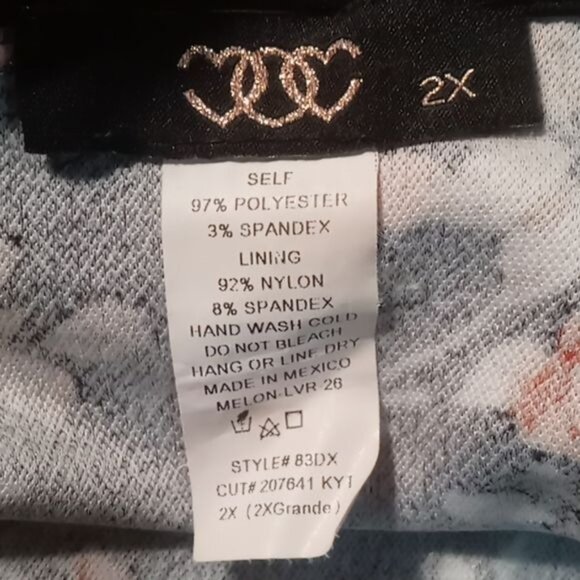 2X
SELF
97% POLYESTER
3% SPANDEX
LINING
92% NYLON
8% SPANDEX
HAND WASH COLD
DO NOT BLEACH
HANG OR LINE DRY
MADE IN MEXICO
MELON-LVR-26
STYLE# 83DX
CUT# 207641 KY1
2X (2XGrande)